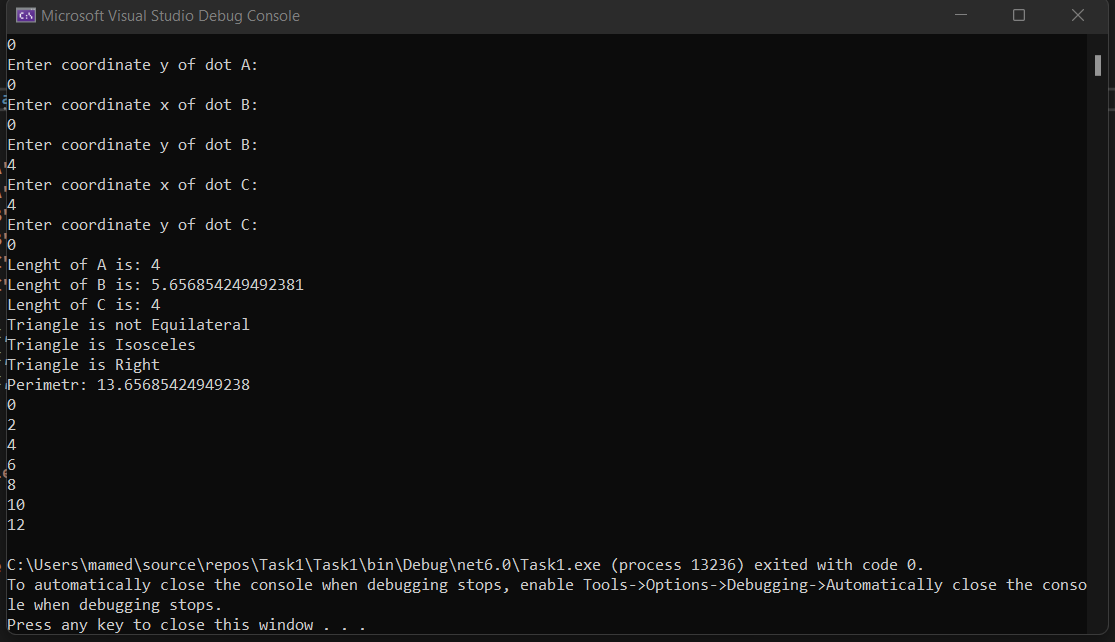 Microsoft Visual Studio Debug Console
0
Enter coordinate y of dot A:
0
Enter coordinate x of dot B:
0
Enter coordinate y of dot B:
4
Enter coordinate x of dot C:
4
Enter coordinate y of dot C:
0
Lenght of A is: 4
Lenght of B is: 5.656854249492381
Lenght of C is: 4
Triangle is not Equilateral
Triangle is Isosceles
Triangle is Right
Perimetr: 13.65685424949238
0
2
4
6
8
10
12
C:\Users\mamed\source\repos\Task1\Task1\bin\Debug\net6.0\Task1.exe (process 13236) exited with code 0.
To automatically close the console when debugging stops, enable Tools->Options->Debugging->Automatically close the conso
le when debugging stops.
Press any key to close this window . . .